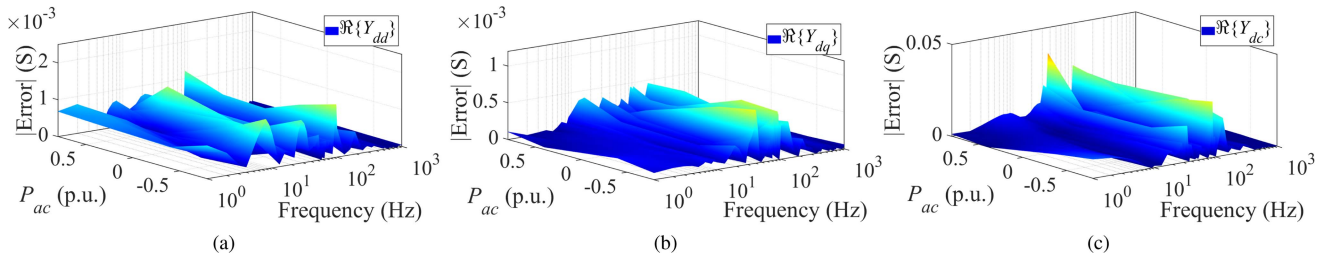 ×10⁻³
ℜ{Y_dd}
|Error| (S)
2
1
0
0.5
0
-0.5
P_ac (p.u.)
10⁰
10¹
10²
10³
Frequency (Hz)
(a)
×10⁻³
ℜ{Y_dq}
|Error| (S)
1
0.5
0
0.5
0
-0.5
P_ac (p.u.)
10⁰
10¹
10²
10³
Frequency (Hz)
(b)
0.05
ℜ{Y_dc}
|Error| (S)
0
0.5
0
-0.5
P_ac (p.u.)
10⁰
10¹
10²
10³
Frequency (Hz)
(c)